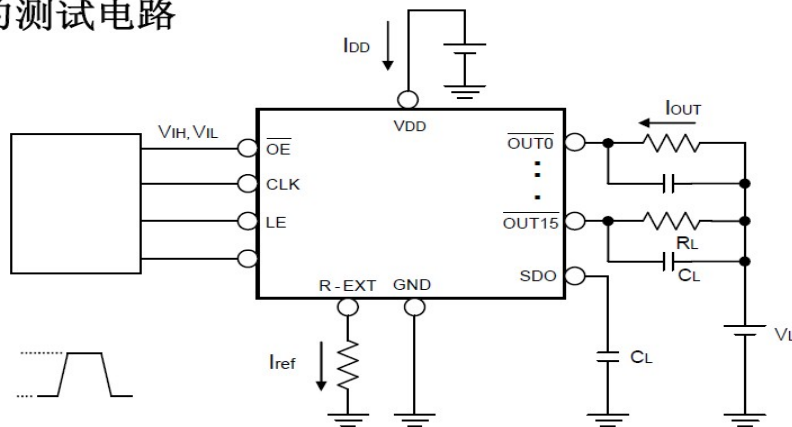 测试电路
IDD
VDD
VIH, VIL
OE
CLK
LE
R-EXT
GND
OUT0
OUT15
SDO
IOUT
RL
CL
CL
VL
Iref